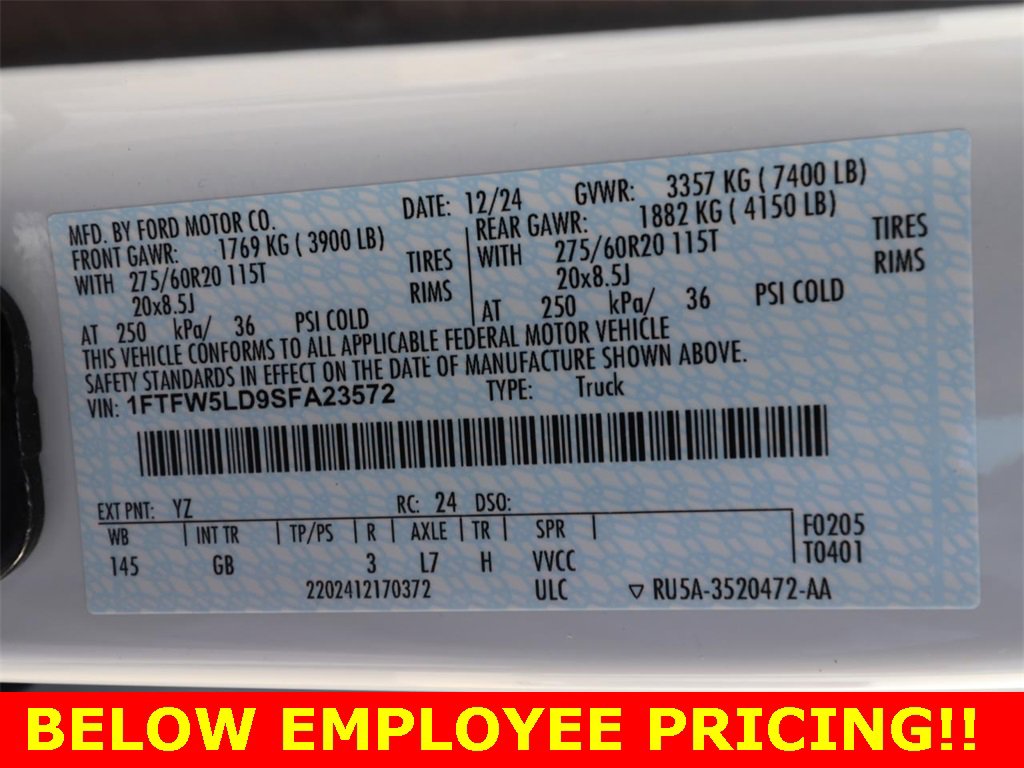 MFD. BY FORD MOTOR CO. DATE: 12/24 GVWR: 3357 KG ( 7400 LB)
FRONT GAWR: 1769 KG ( 3900 LB) REAR GAWR: 1882 KG ( 4150 LB)
WITH 275/60R20 115T TIRES WITH 275/60R20 115T TIRES
20x8.5J RIMS 20x8.5J RIMS
AT 250 kPa/ 36 PSI COLD AT 250 kPa/ 36 PSI COLD
THIS VEHICLE CONFORMS TO ALL APPLICABLE FEDERAL MOTOR VEHICLE
SAFETY STANDARDS IN EFFECT ON THE DATE OF MANUFACTURE SHOWN ABOVE.
VIN: 1FTFW5LD9SFA23572 TYPE: Truck
EXT PNT: YZ RC: 24 DSO:
WB INT TR TP/PS R AXLE TR SPR F0205
145 GB 3 L7 H VVCC T0401
2202412170372 ULC ▽ RU5A-3520472-AA
BELOW EMPLOYEE PRICING!!